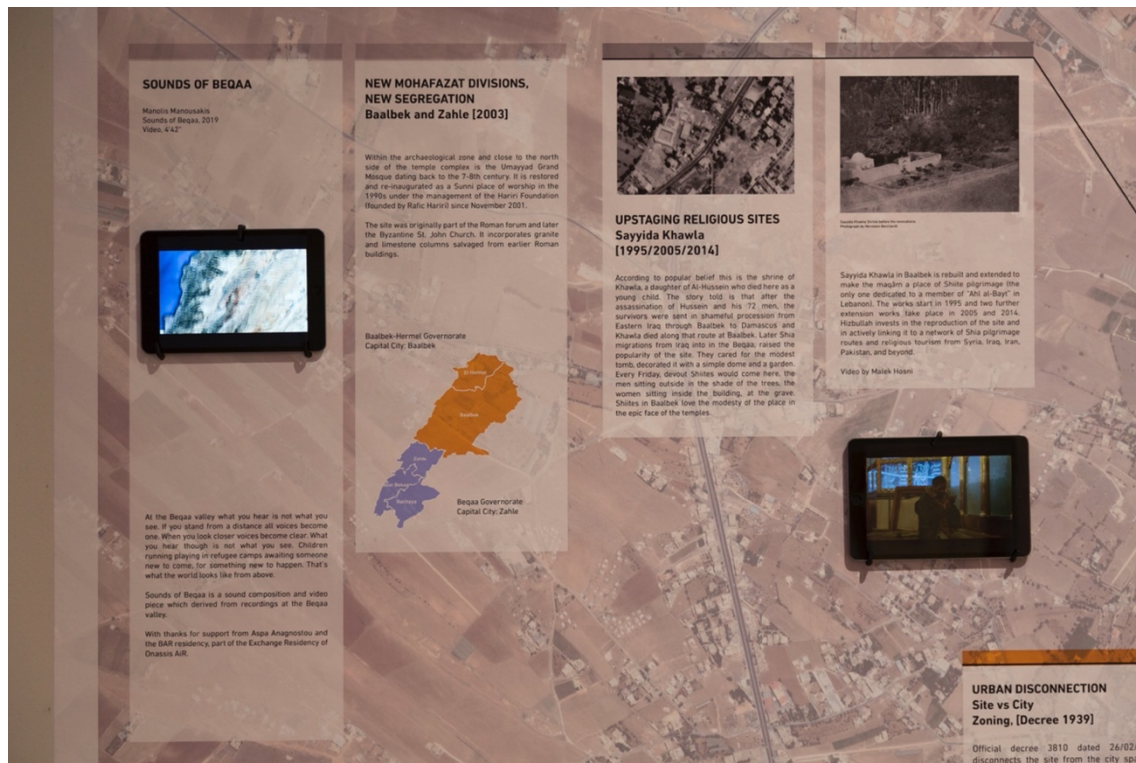 SOUNDS OF BEQAA
Manolis Manousakis
Sounds of Beqaa, 2019
Video, 4'42"
At the Beqaa valley what you hear is not what you
see. If you stand from a distance all voices become
one. When you look closer voices become clear. What
you hear though is not what you see. Children
running playing in refugee camps awaiting someone
new to come, for something new to happen. That's
what the world looks like from above.
Sounds of Beqaa is a sound composition and video
piece which derived from recordings at the Beqaa
valley.
With thanks for support from Aspa Anagnostou and
the BAR residency, part of the Exchange Residency of
Onassis AiR.
NEW MOHAFAZAT DIVISIONS,
NEW SEGREGATION
Baalbek and Zahle [2003]
Within the archaeological zone and close to the north
side of the temple complex is the Umayyad Grand
Mosque dating back to the 7-8th century. It is restored
and re-inaugurated as a Sunni place of worship in the
1990s under the management of the Hariri Foundation
(founded by Rafic Hariri) since November 2001.
The site was originally part of the Roman forum and later
the Byzantine St. John Church. It incorporates granite
and limestone columns salvaged from earlier Roman
buildings.
Baalbek-Hermel Governorate
Capital City: Baalbek
El Hermel
Baalbek
Zahle
Rachaya
Beqaa Governorate
Capital City: Zahle
UPSTAGING RELIGIOUS SITES
Sayyida Khawla
[1995/2005/2014]
According to popular belief this is the shrine of
Khawla, a daughter of Al-Hussein who died here as a
young child. The story told is that after the
assassination of Hussein and his 72 men, the
survivors were sent in shameful procession from
Eastern Iraq through Baalbek to Damascus and
Khawla died along that route at Baalbek. Later Shia
migrations from Iraq into in the Beqaa, raised the
popularity of the site. They cared for the modest
tomb, decorated it with a simple dome and a garden.
Every Friday, devout Shiites would come here, the
men sitting outside in the shade of the trees, the
women sitting inside the building, at the grave.
Shiites in Baalbek love the modesty of the place in
the epic face of the temples.
Sayyida Khawla Shrine before the renovations
Photograph by
Sayyida Khawla in Baalbek is rebuilt and extended to
make the maqām a place of Shiite pilgrimage (the
only one dedicated to a member of "Ahl al-Bayt" in
Lebanon). The works start in 1995 and two further
extension works take place in 2005 and 2014.
Hizbullah invests in the reproduction of the site and
in actively linking it to a network of Shia pilgrimage
routes and religious tourism from Syria, Iraq, Iran,
Pakistan, and beyond.
Video by Malek Hosni
URBAN DISCONNECTION
Site vs City
Zoning, [Decree 1939]
Official decree 3810 dated 26/02/
disconnects the site from the city